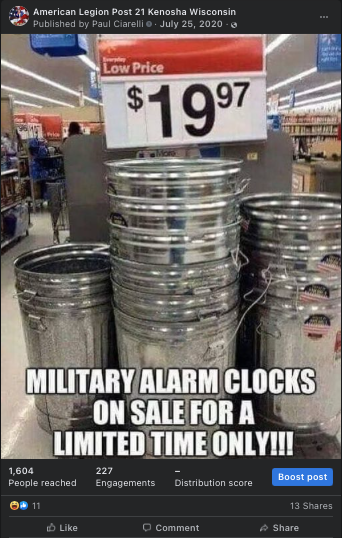 American Legion Post 21 Kenosha Wisconsin
Published by Paul Ciarelli · July 25, 2020 ·
Everyday
Low Price
$19 97
MILITARY ALARM CLOCKS
ON SALE FOR A
LIMITED TIME ONLY!!!
1,604 227 –
People reached Engagements Distribution score
Boost post
11 13 Shares
Like Comment Share